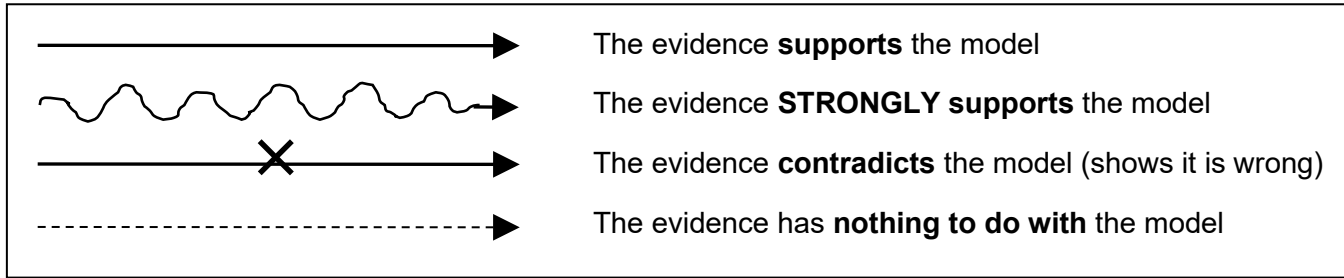 The evidence supports the model
The evidence STRONGLY supports the model
The evidence contradicts the model (shows it is wrong)
The evidence has nothing to do with the model